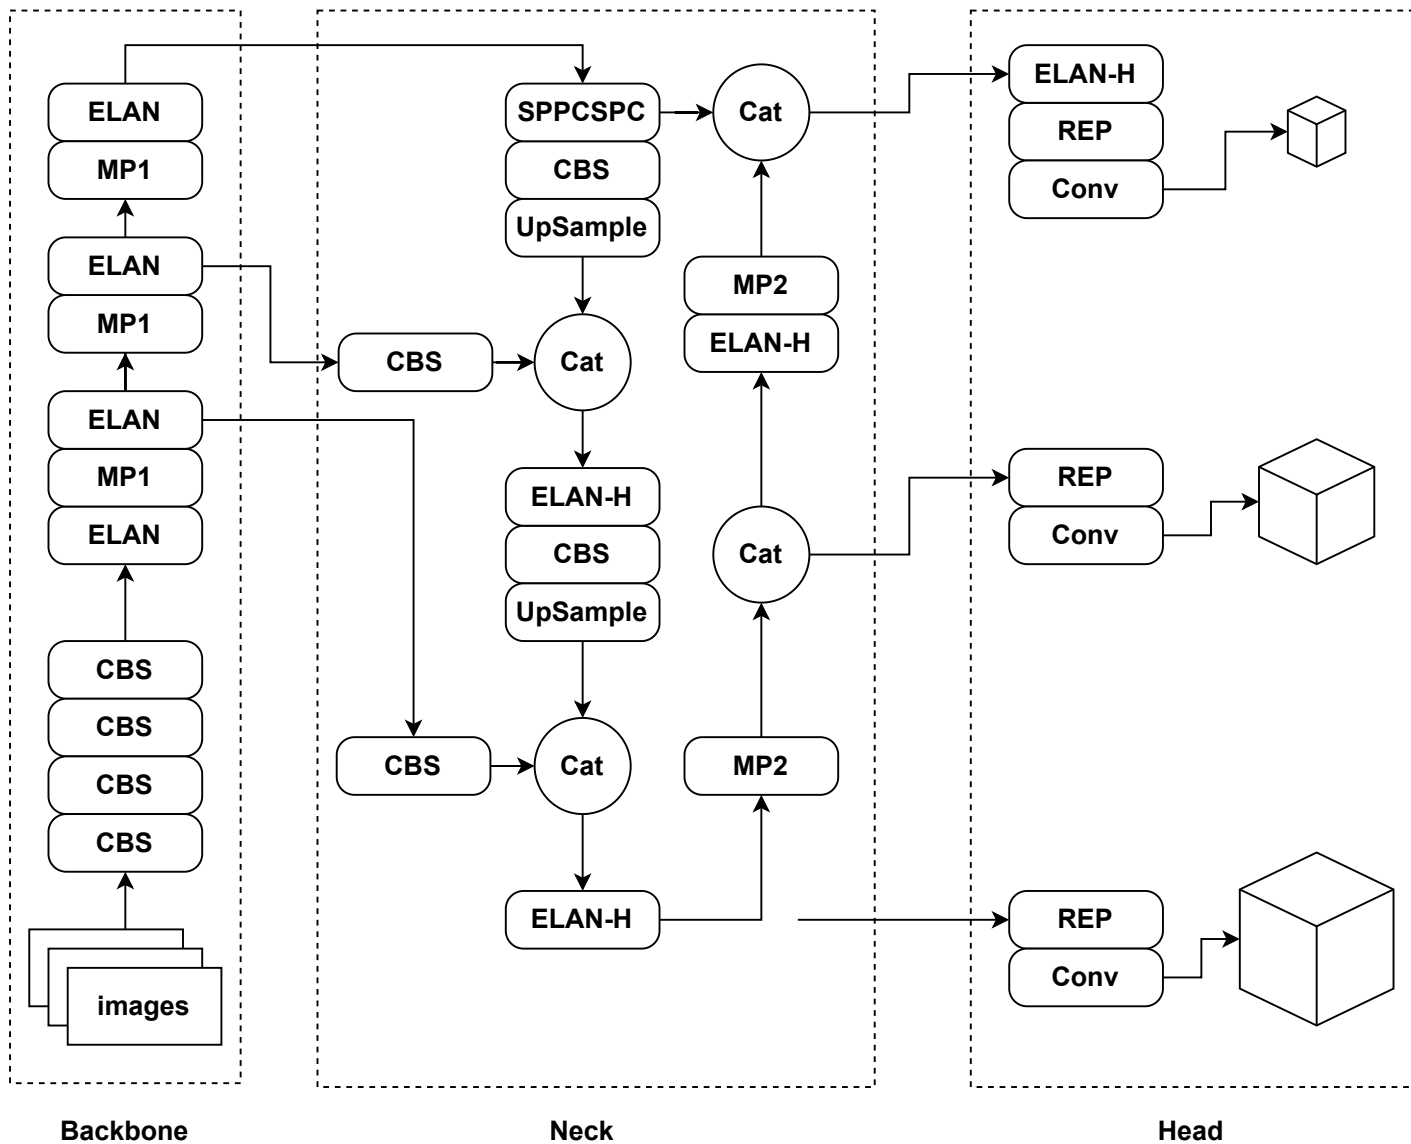 ELAN
MP1
ELAN
MP1
ELAN
MP1
ELAN
CBS
CBS
CBS
CBS
images
Backbone
SPPCSPC
CBS
UpSample
Cat
CBS
Cat
ELAN-H
CBS
UpSample
CBS
Cat
ELAN-H
MP2
ELAN-H
Cat
MP2
Neck
ELAN-H
REP
Conv
REP
Conv
REP
Conv
Head